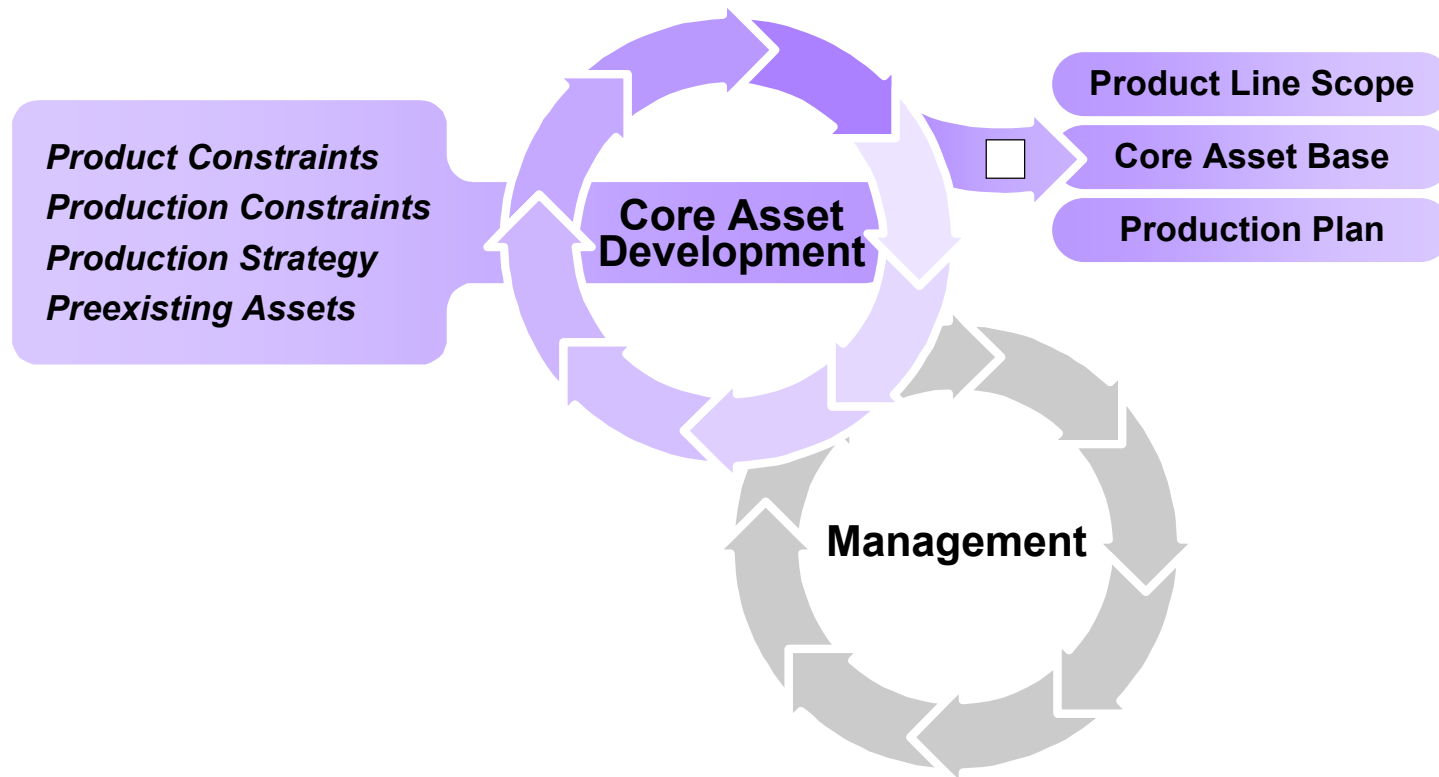 Product Constraints
Production Constraints
Production Strategy
Preexisting Assets
Core Asset
Development
Product Line Scope
Core Asset Base
Production Plan
Management